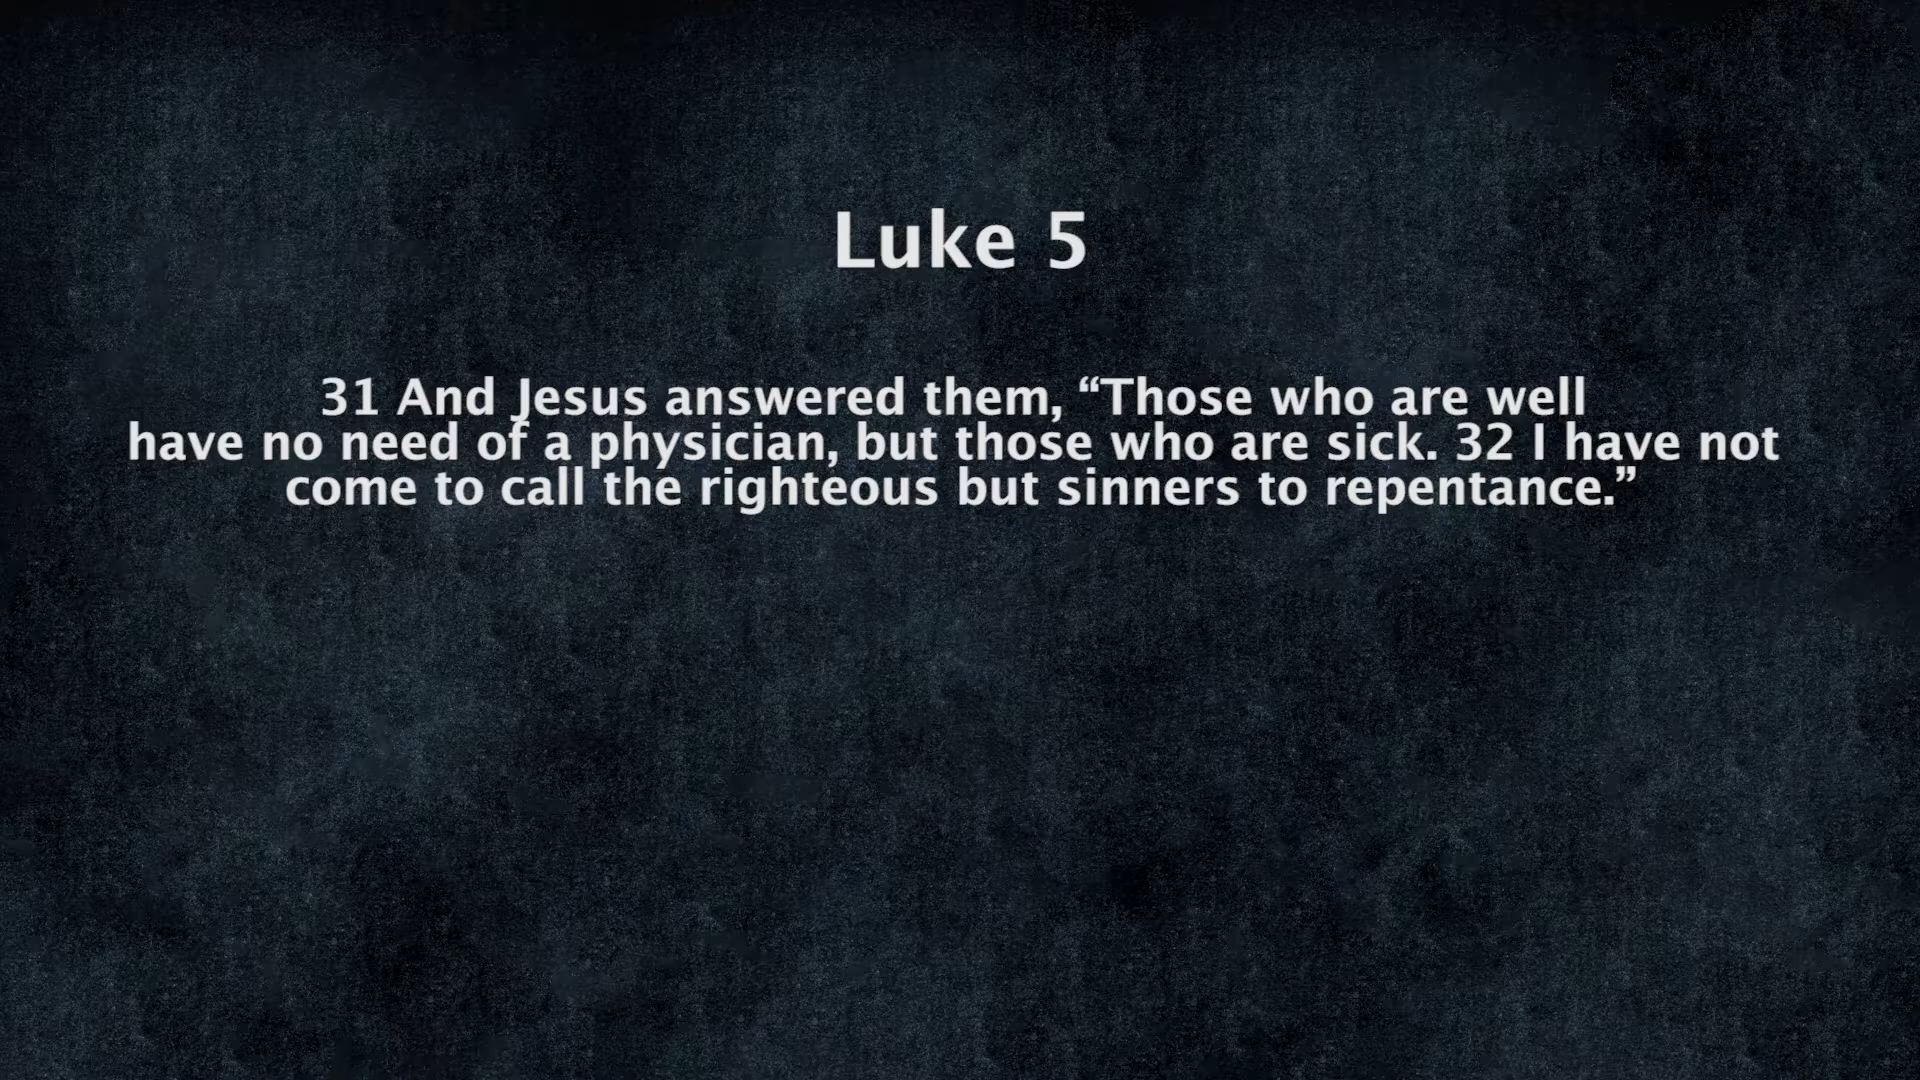 Luke 5
31 And Jesus answered them, “Those who are well
have no need of a physician, but those who are sick. 32 I have not
come to call the righteous but sinners to repentance.”